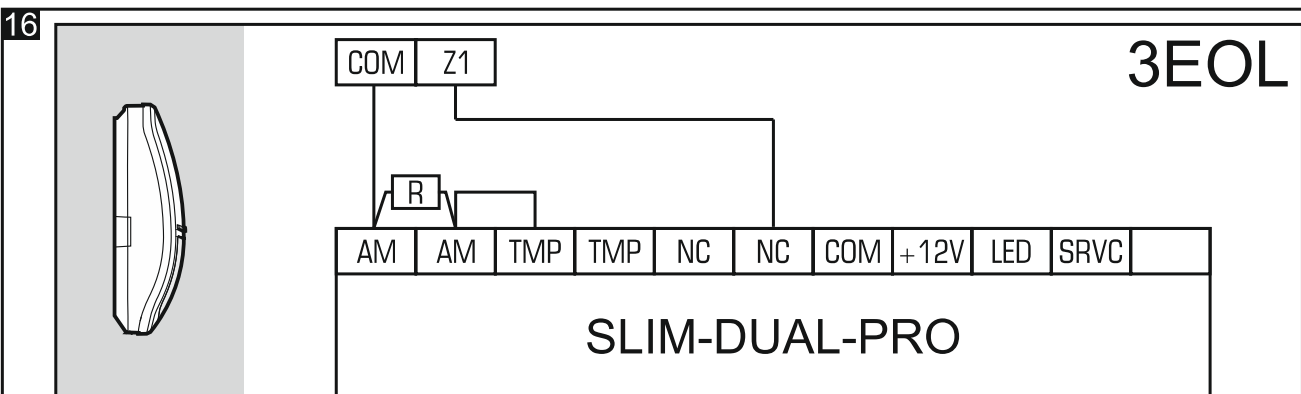 16
3EOL
COM Z1
R
AM AM TMP TMP NC NC COM +12V LED SRVC
SLIM-DUAL-PRO